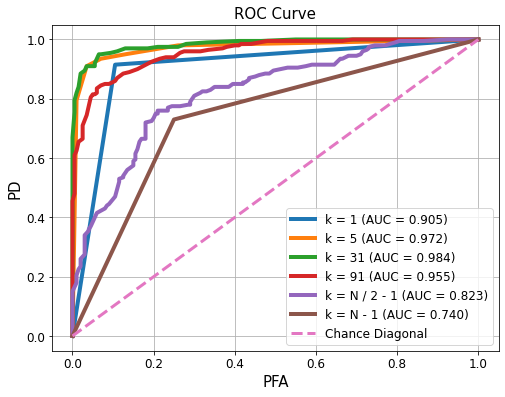 ROC Curve
1.0
0.8
0.6
0.4
0.2
0.0
PD
0.0 0.2 0.4 0.6 0.8 1.0
PFA
k = 1 (AUC = 0.905)
k = 5 (AUC = 0.972)
k = 31 (AUC = 0.984)
k = 91 (AUC = 0.955)
k = N / 2 - 1 (AUC = 0.823)
k = N - 1 (AUC = 0.740)
Chance Diagonal